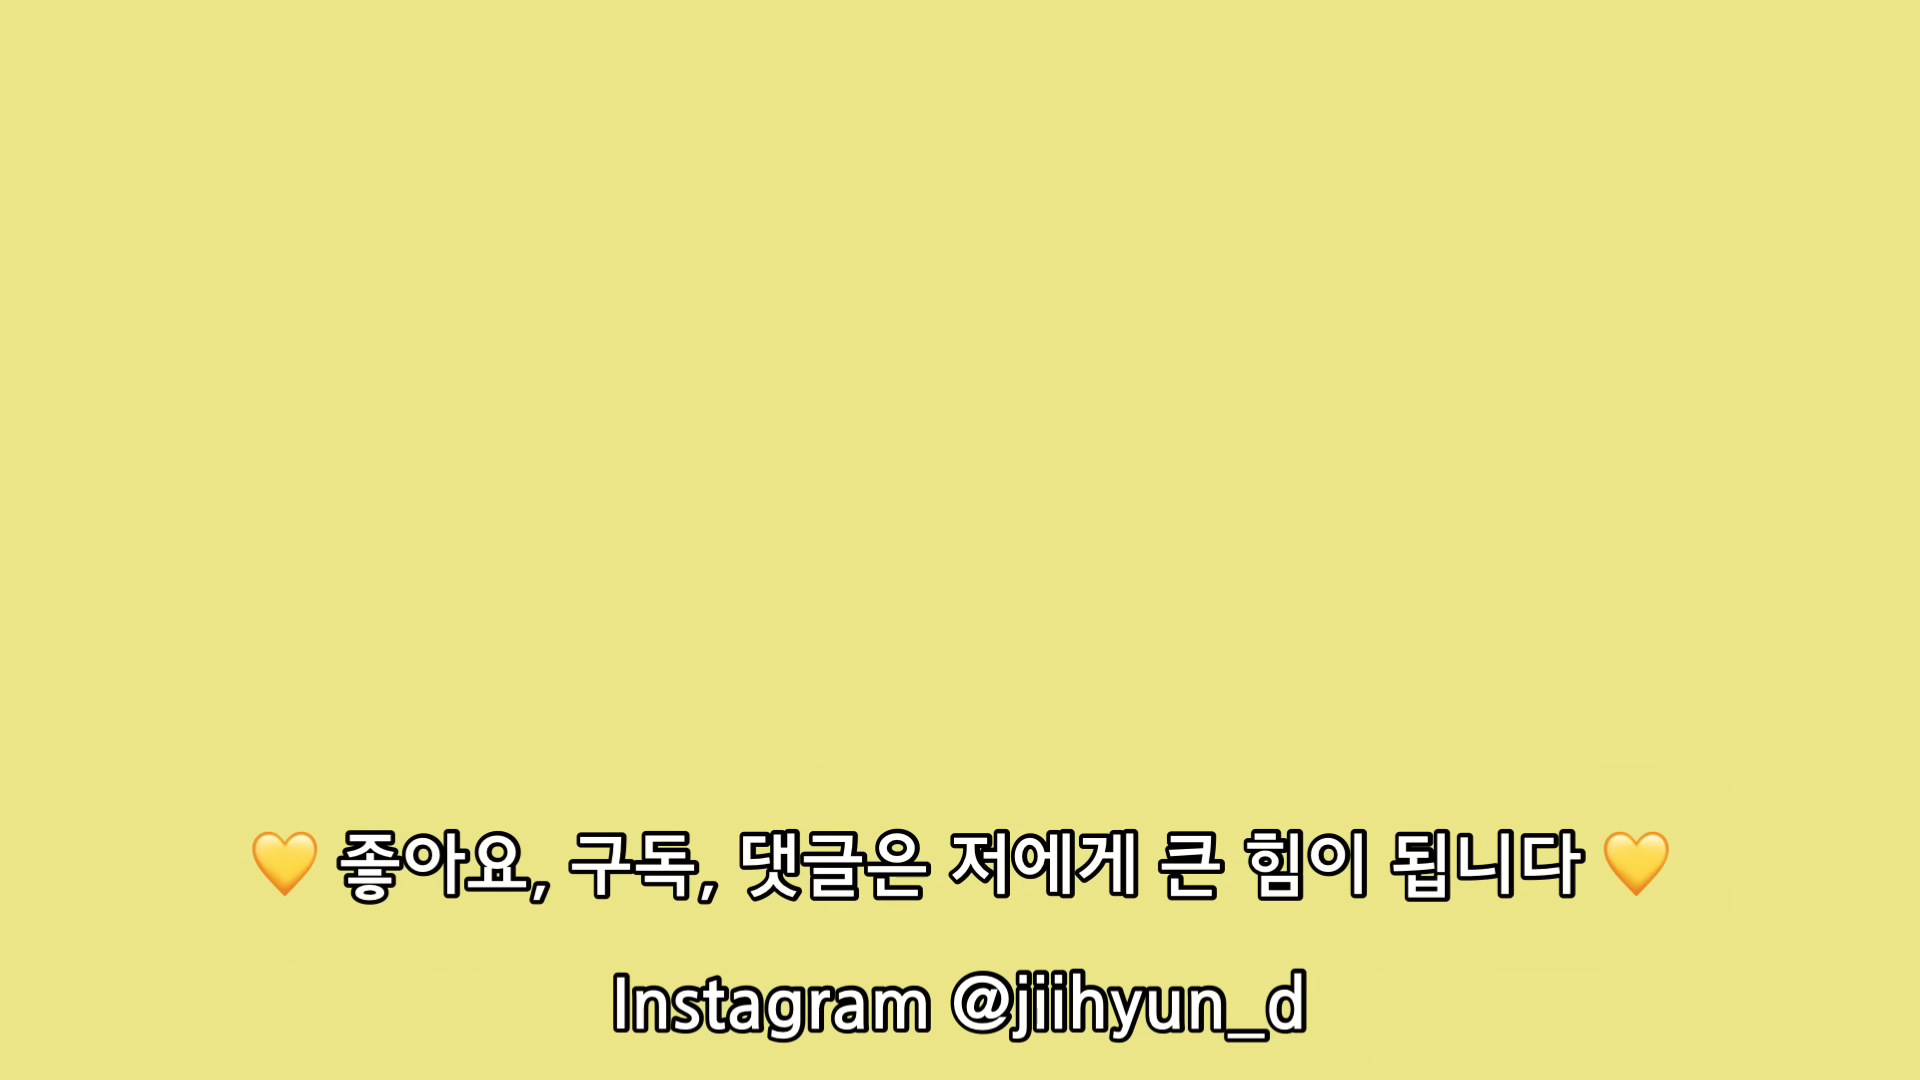 💛 좋아요, 구독, 댓글은 저에게 큰 힘이 됩니다 💛
Instagram @jiihyun_d